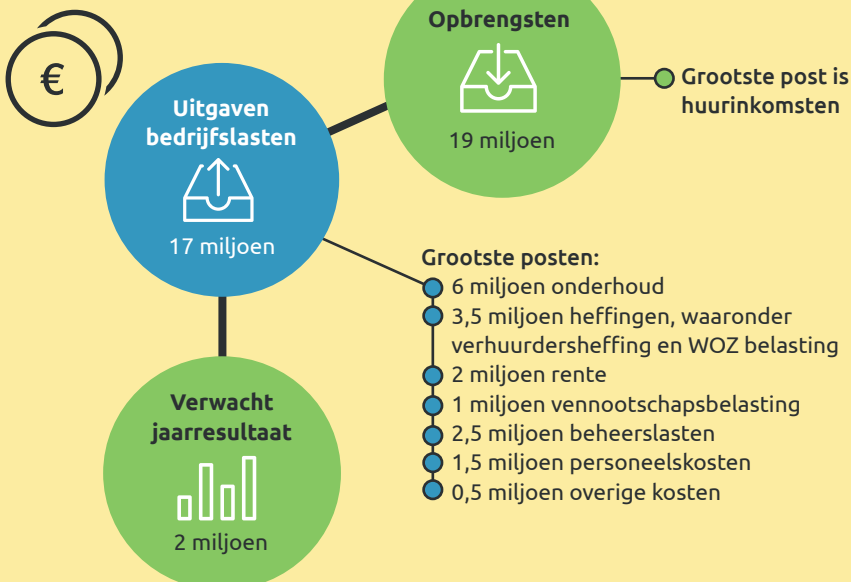 €
Opbrengsten
19 miljoen
Grootste post is
huurinkomsten
Uitgaven
bedrijfslasten
17 miljoen
Grootste posten:
6 miljoen onderhoud
3,5 miljoen heffingen, waaronder
verhuurdersheffing en WOZ belasting
2 miljoen rente
1 miljoen vennootschapsbelasting
2,5 miljoen beheerslasten
1,5 miljoen personeelskosten
0,5 miljoen overige kosten
Verwacht
jaarresultaat
2 miljoen